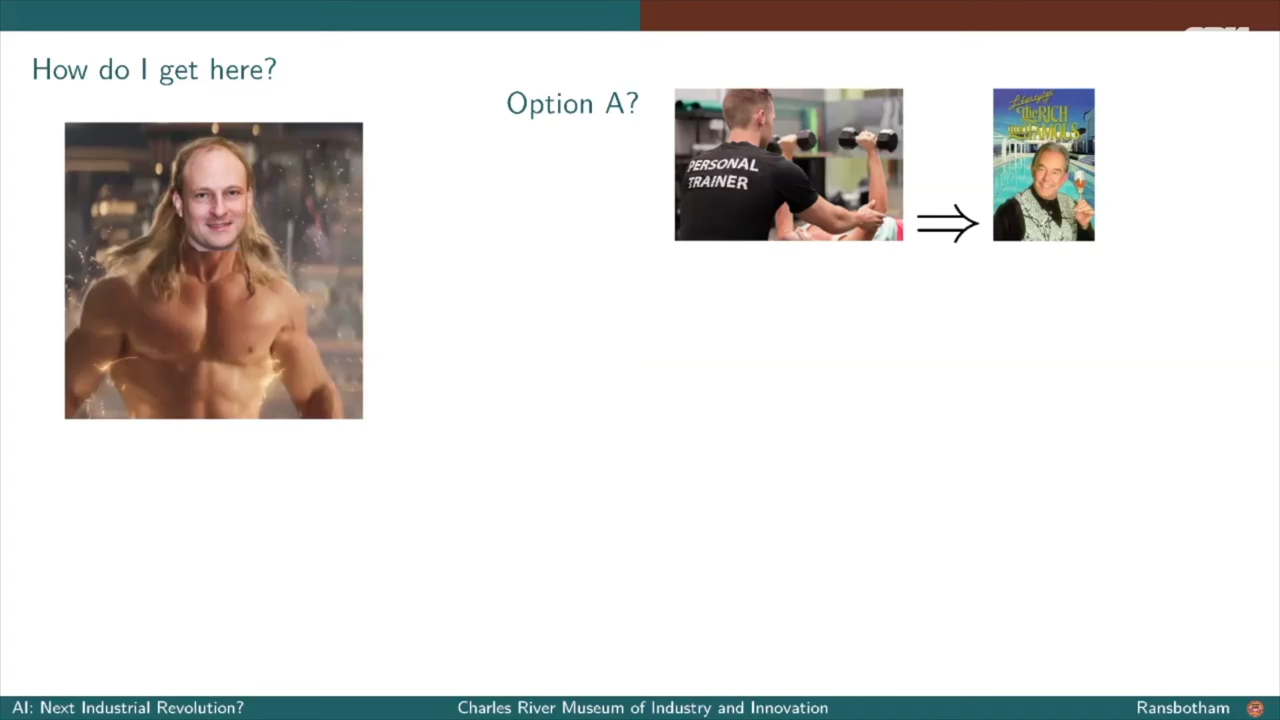 How do I get here?
Option A?
PERSONAL
TRAINER
Lifestyles
The RICH
FAMOUS
AI: Next Industrial Revolution?
Charles River Museum of Industry and Innovation
Ransbotham